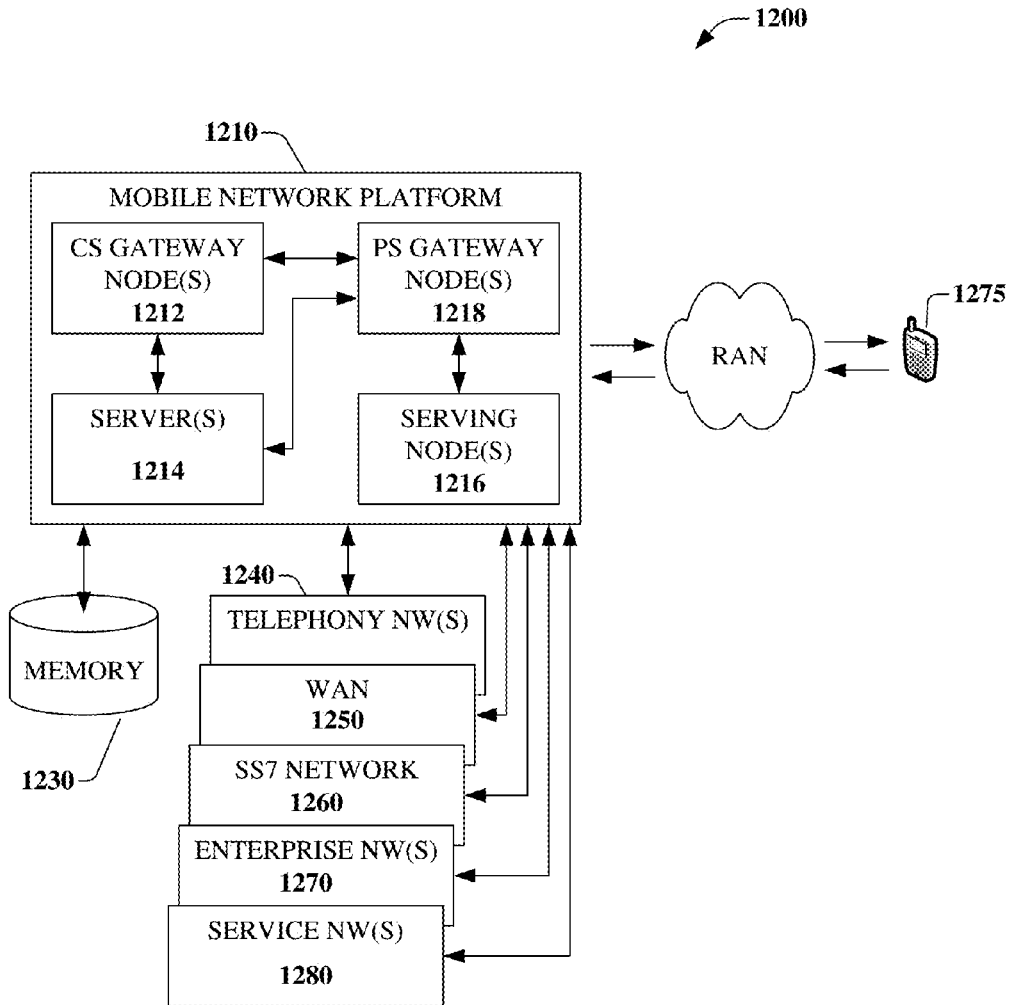 1200
1210
MOBILE NETWORK PLATFORM
CS GATEWAY
NODE(S)
1212
PS GATEWAY
NODE(S)
1218
SERVER(S)
1214
SERVING
NODE(S)
1216
RAN
1275
1240
TELEPHONY NW(S)
MEMORY
1230
WAN
1250
SS7 NETWORK
1260
ENTERPRISE NW(S)
1270
SERVICE NW(S)
1280